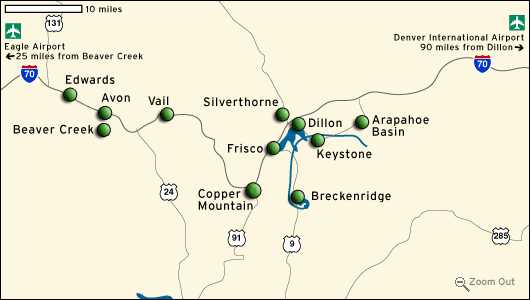 10 miles
131
Eagle Airport
←25 miles from Beaver Creek
70
Denver International Airport
90 miles from Dillon→
70
Edwards
Avon
Vail
Beaver Creek
Silverthorne
Dillon
Arapahoe
Basin
Frisco
Keystone
24
Copper
Mountain
Breckenridge
91
9
285
Zoom Out